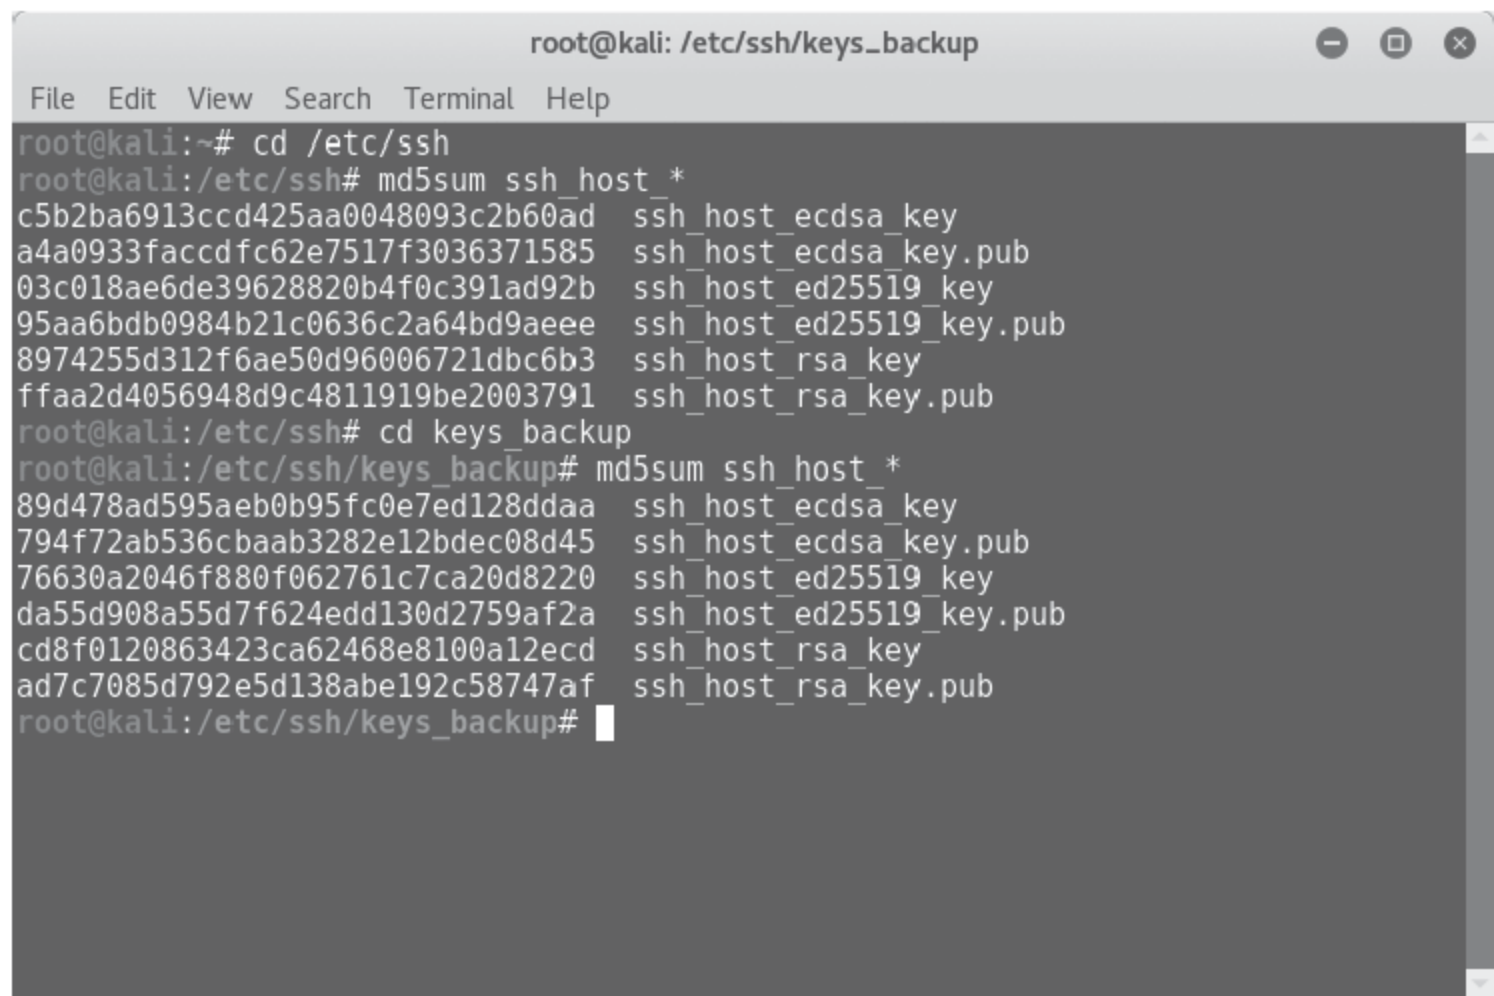 root@kali: /etc/ssh/keys_backup
File Edit View Search Terminal Help
root@kali:~# cd /etc/ssh
root@kali:/etc/ssh# md5sum ssh_host_*
c5b2ba6913ccd425aa0048093c2b60ad  ssh_host_ecdsa_key
a4a0933faccdfc62e7517f3036371585  ssh_host_ecdsa_key.pub
03c018ae6de39628820b4f0c391ad92b  ssh_host_ed25519_key
95aa6bdb0984b21c0636c2a64bd9aeee  ssh_host_ed25519_key.pub
8974255d312f6ae50d96006721dbc6b3  ssh_host_rsa_key
ffaa2d4056948d9c4811919be2003791  ssh_host_rsa_key.pub
root@kali:/etc/ssh# cd keys_backup
root@kali:/etc/ssh/keys_backup# md5sum ssh_host_*
89d478ad595aeb0b95fc0e7ed128ddaa  ssh_host_ecdsa_key
794f72ab536cbaab3282e12bdec08d45  ssh_host_ecdsa_key.pub
76630a2046f880f062761c7ca20d8220  ssh_host_ed25519_key
da55d908a55d7f624edd130d2759af2a  ssh_host_ed25519_key.pub
cd8f0120863423ca62468e8100a12ecd  ssh_host_rsa_key
ad7c7085d792e5d138abe192c58747af  ssh_host_rsa_key.pub
root@kali:/etc/ssh/keys_backup#